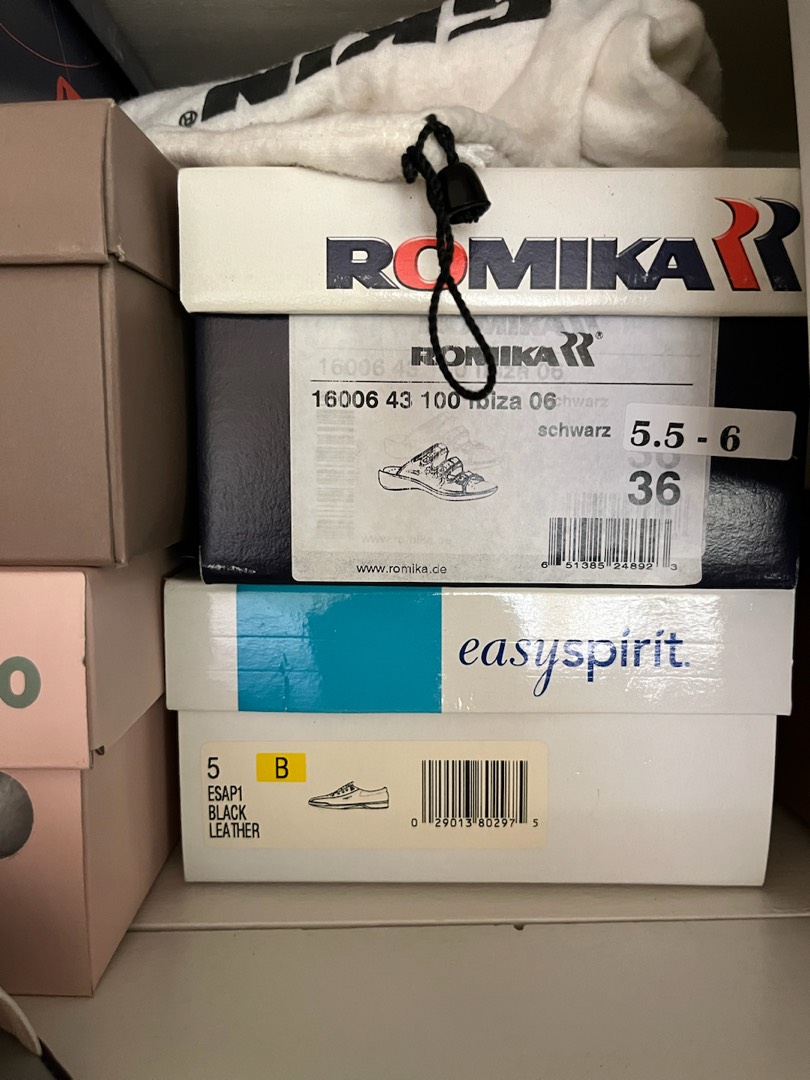 ®
ROMIKA
ROMIKA®
16006 43 100 Ibiza 06
schwarz
5.5 - 6
36
www.romika.de
6 51385 24892 3
easyspirit.
5 B
ESAP1
BLACK
LEATHER
0 29013 80297 5
o